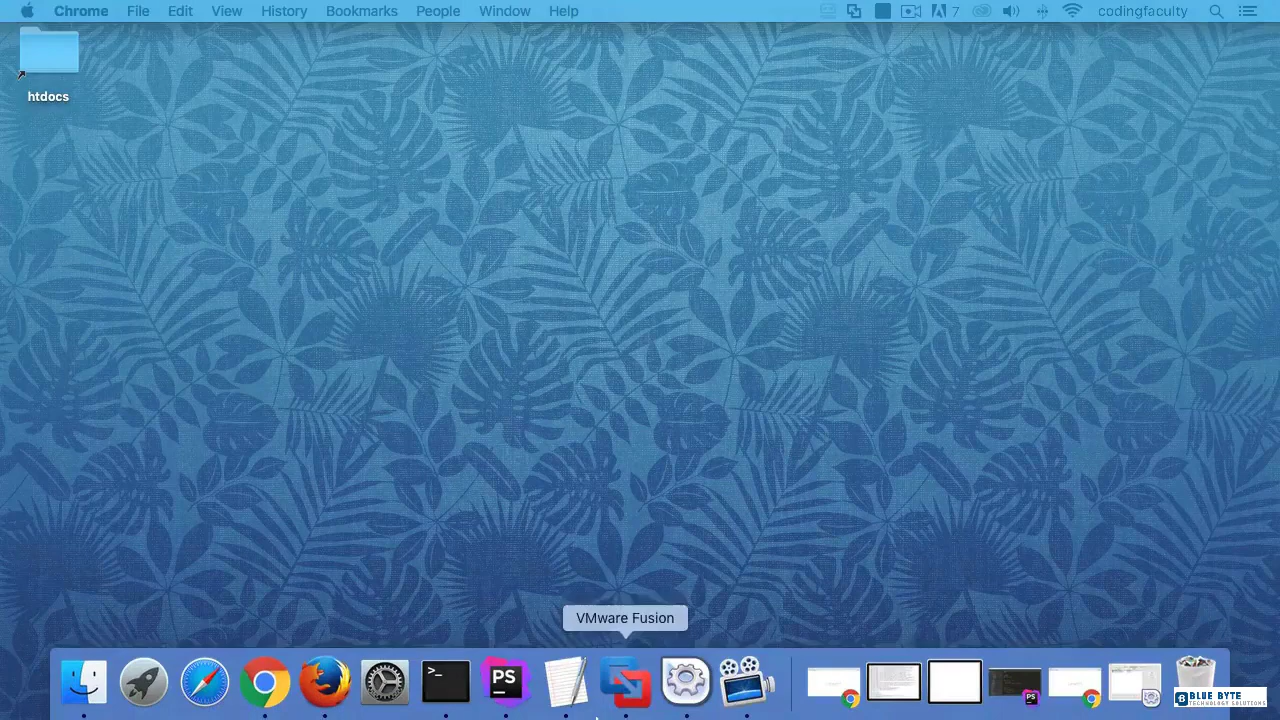 Chrome File Edit View History Bookmarks People Window Help 7 codingfaculty
htdocs
VMware Fusion
>_
PS
PS
BLUE BYTE
TECHNOLOGY SOLUTIONS